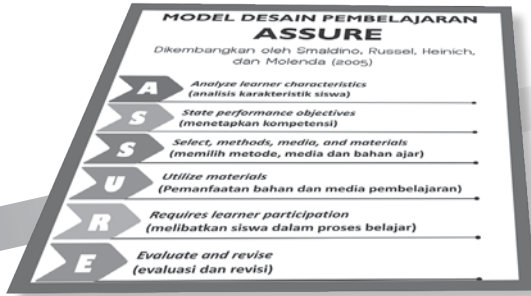 MODEL DESAIN PEMBELAJARAN
ASSURE
Dikembangkan oleh Smaldino, Russel, Heinich,
dan Molenda (2005)
A
Analyze learner characteristics
(analisis karakteristik siswa)
S
State performance objectives
(menetapkan kompetensi)
S
Select, methods, media, and materials
(memilih metode, media dan bahan ajar)
U
Utilize materials
(Pemanfaatan bahan dan media pembelajaran)
R
Requires learner participation
(melibatkan siswa dalam proses belajar)
E
Evaluate and revise
(evaluasi dan revisi)